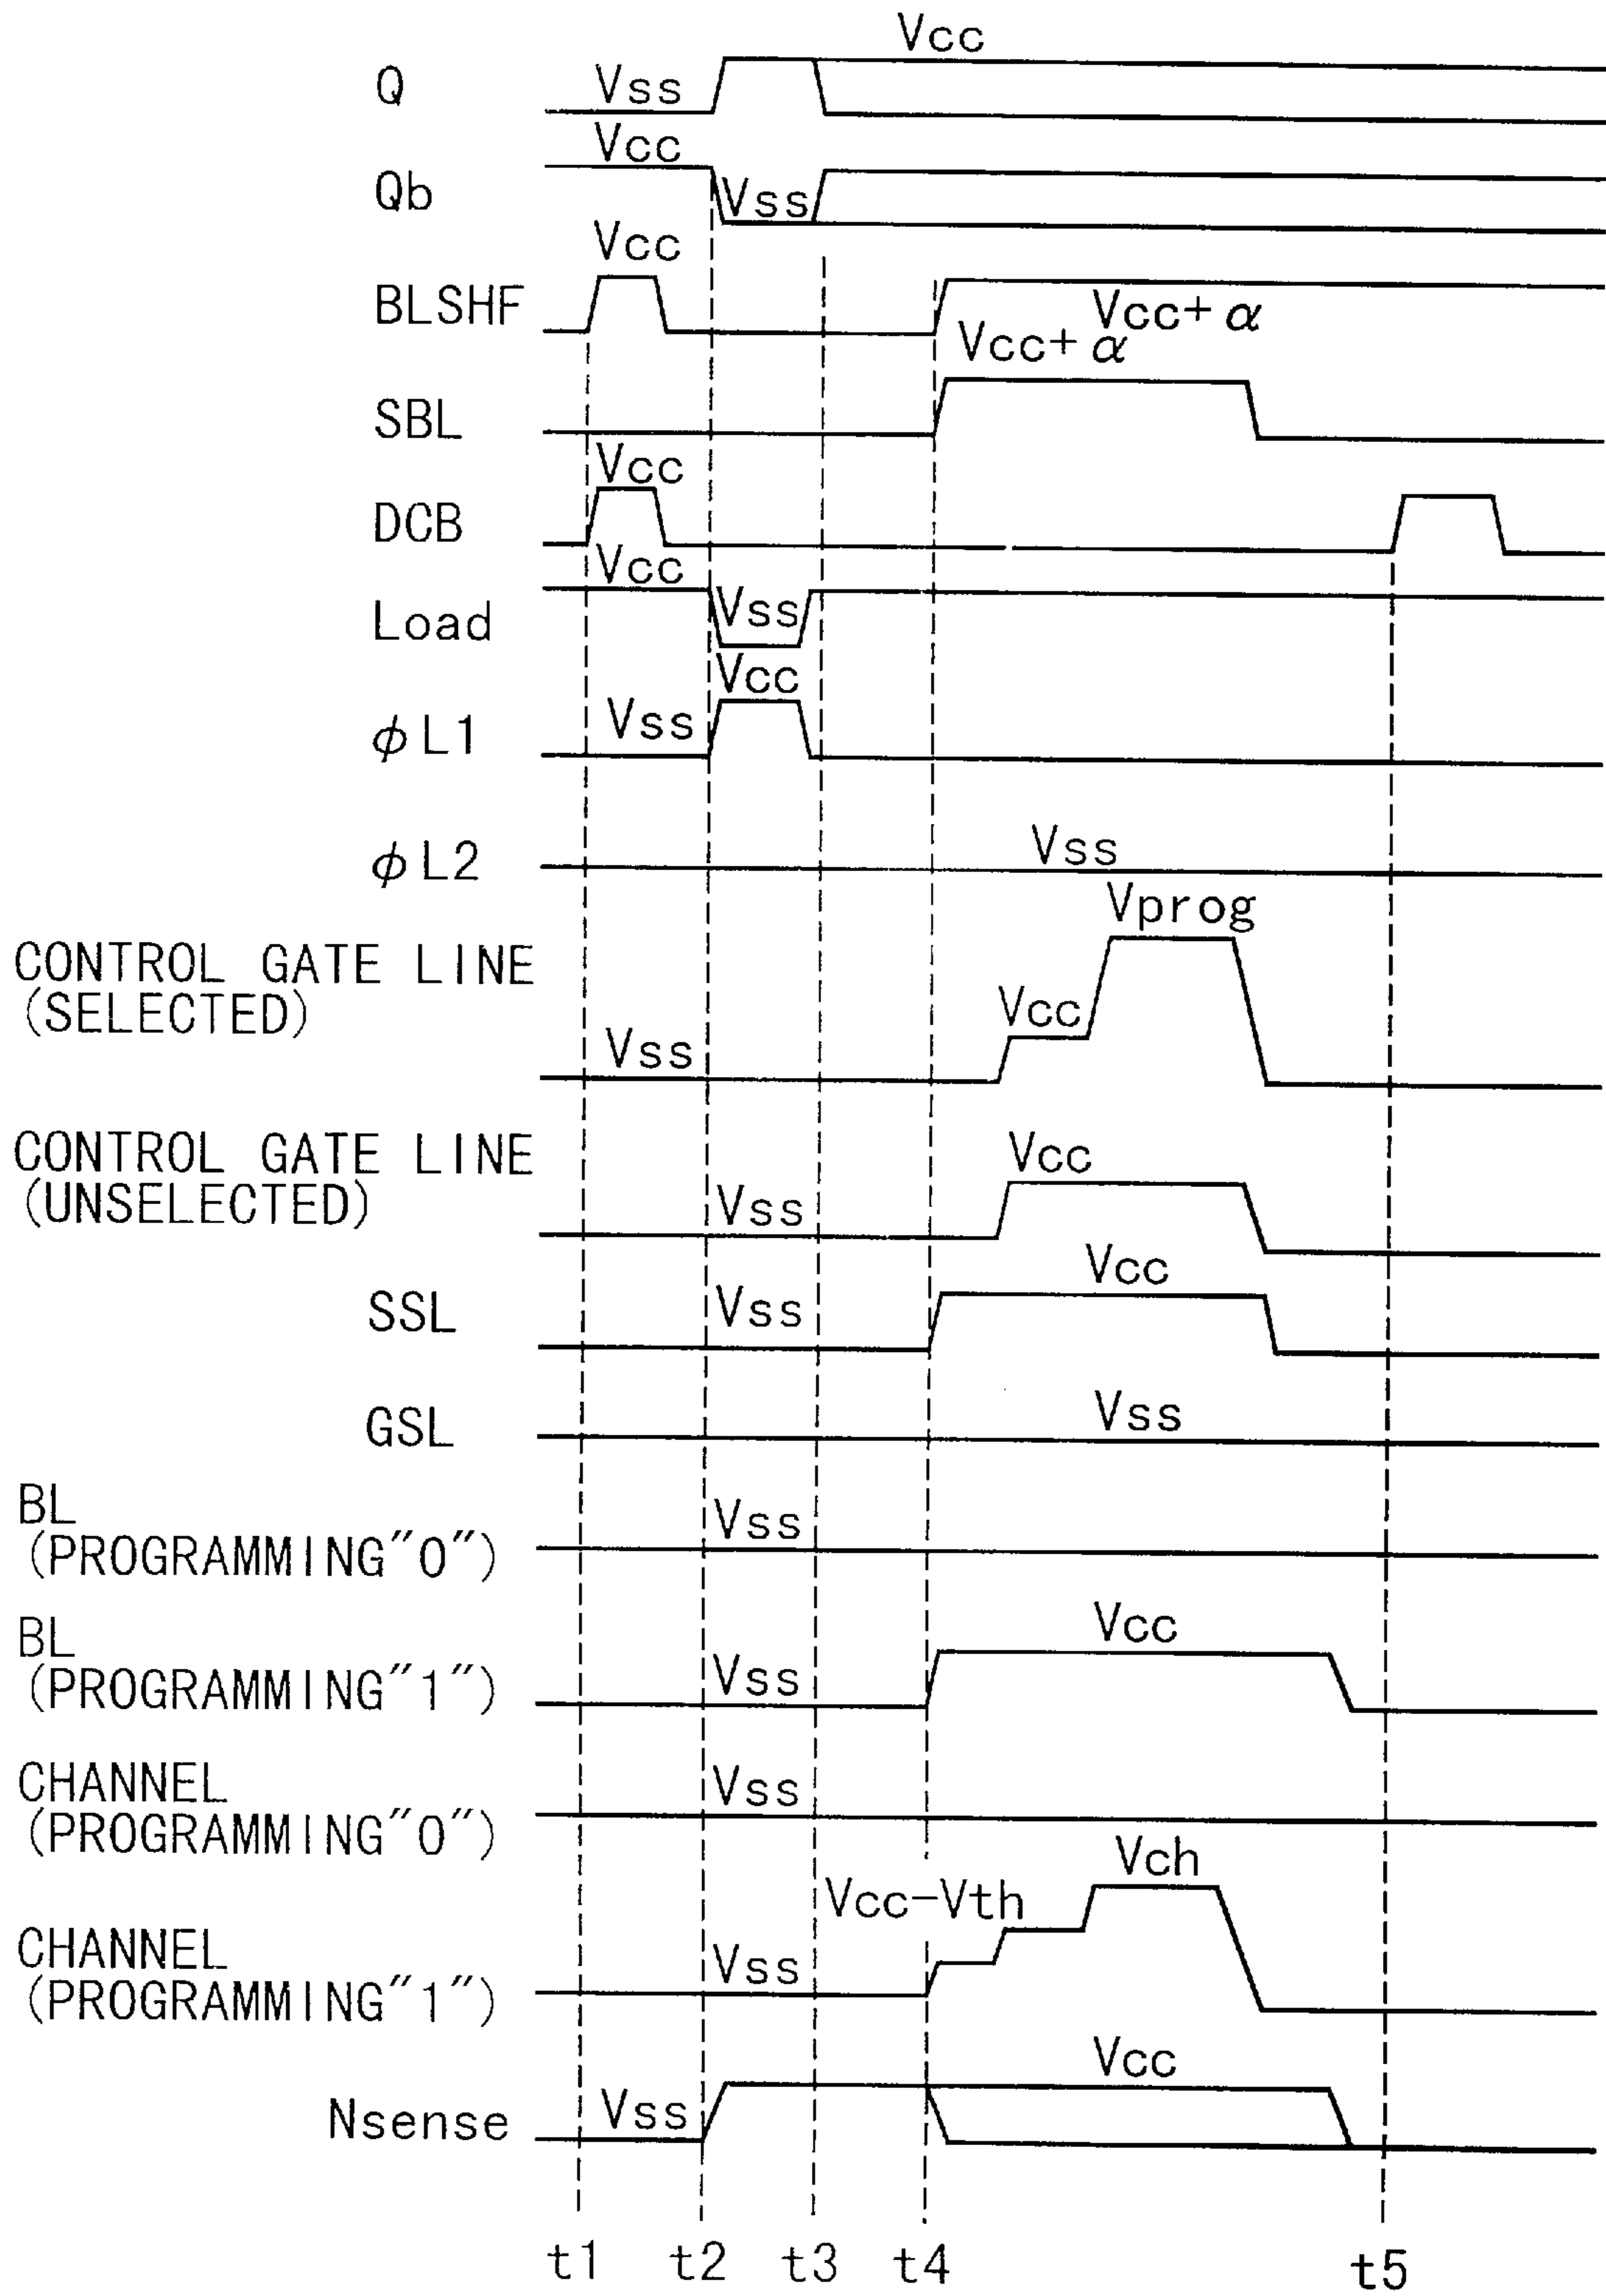 Vcc
Q Vss
Vcc
Qb Vss
Vcc
BLSHF Vcc+α
Vcc+α
SBL
Vcc
DCB
Vcc
Load Vss
Vcc
φL1 Vss
φL2 Vss
Vprog
CONTROL GATE LINE
(SELECTED) Vcc
Vss
CONTROL GATE LINE Vcc
(UNSELECTED) Vss
Vcc
SSL Vss
GSL Vss
BL Vss
(PROGRAMMING"0")
BL Vcc
(PROGRAMMING"1") Vss
CHANNEL Vss
(PROGRAMMING"0")
Vch
Vcc-Vth
CHANNEL Vss
(PROGRAMMING"1")
Vcc
Nsense Vss
t1 t2 t3 t4 t5